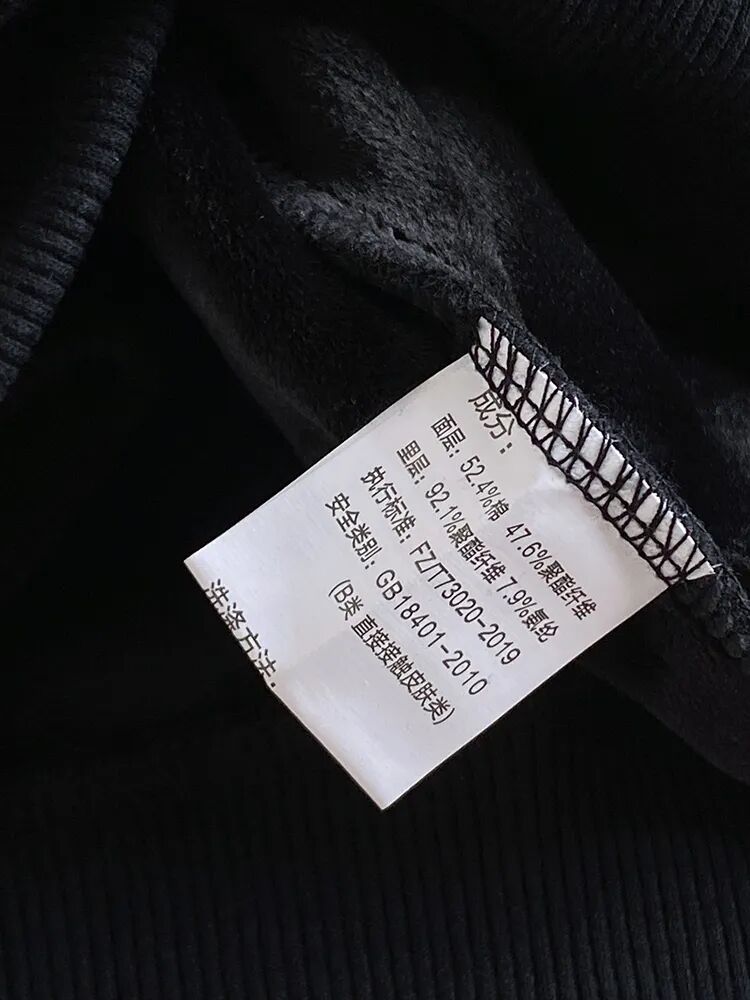 成分：
面层：52.4%棉 47.6%聚酯纤维
里层：92.1%聚酯纤维 7.9%氨纶
执行标准：FZ/T73020-2019
安全类别：GB18401-2010
(B类 直接接触皮肤类)
洗涤方法：